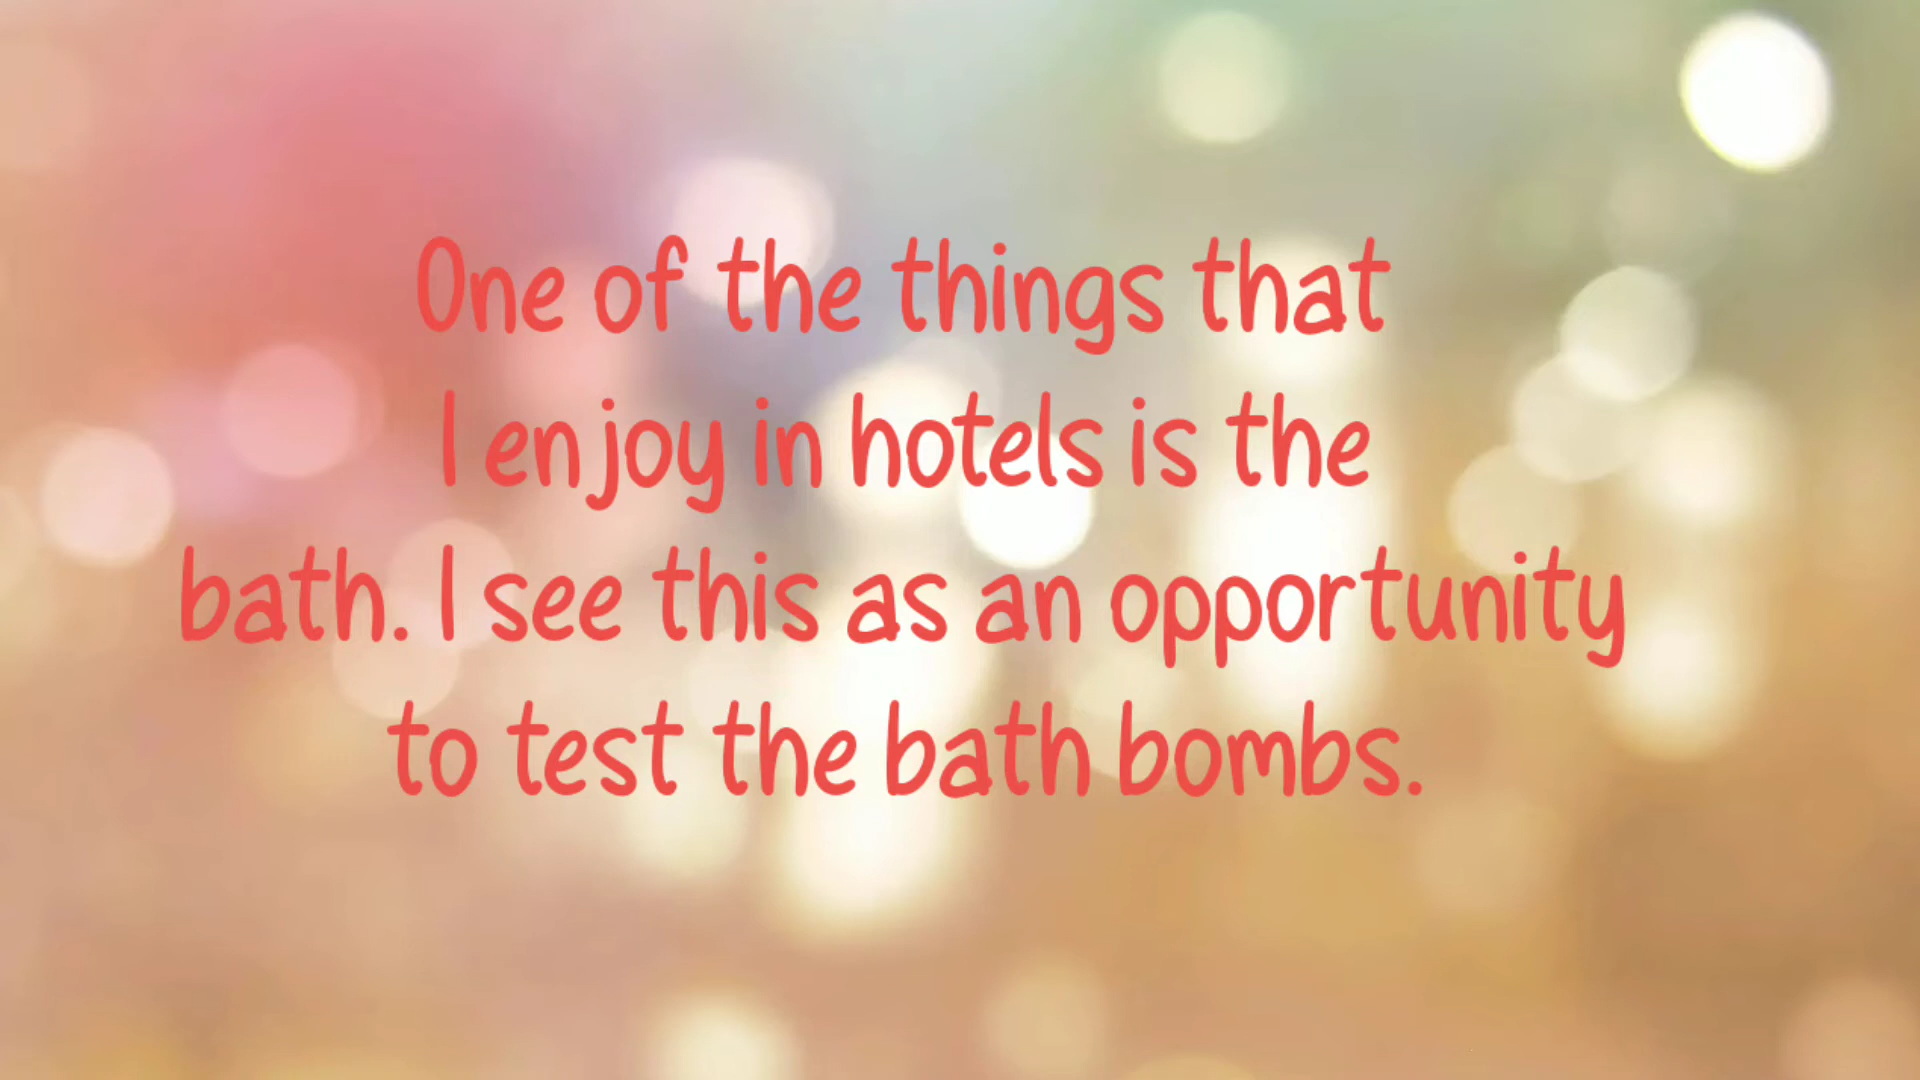 One of the things that
I enjoy in hotels is the
bath. I see this as an opportunity
to test the bath bombs.